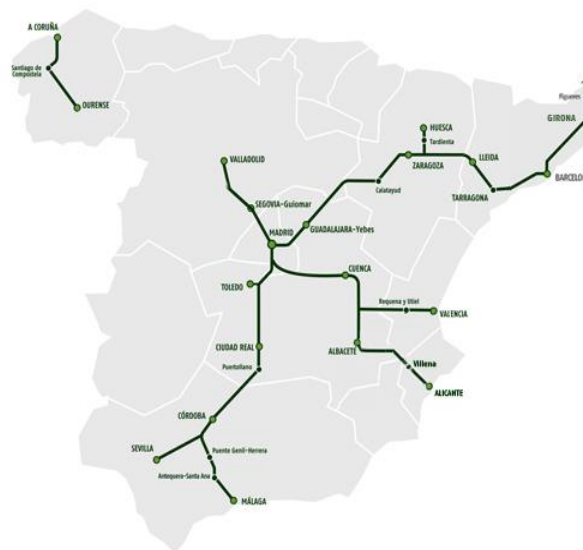 A CORUÑA
Santiago de
Compostela
OURENSE
Figueres
GIRONA
HUESCA
Tardienta
VALLADOLID
ZARAGOZA
LLEIDA
BARCELO
Calatayud
TARRAGONA
SEGOVIA-Guiomar
GUADALAJARA-Yebes
MADRID
CUENCA
TOLEDO
Requena y Utiel
VALENCIA
CIUDAD REAL
ALBACETE
Villena
Puertollano
ALICANTE
CÓRDOBA
SEVILLA
Puente Genil-Herrera
Antequera-Santa Ana
MÁLAGA